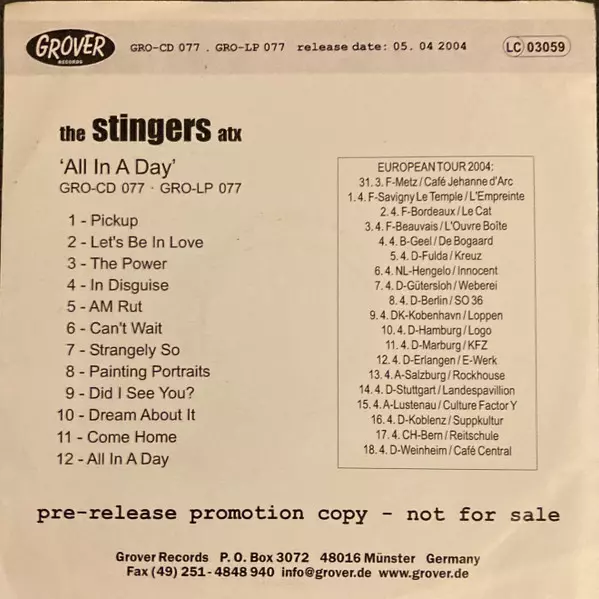 GROVER
RECORDS
GRO-CD 077 . GRO-LP 077 release date: 05. 04 2004
LC 03059
the stingers atx
'All In A Day'
GRO-CD 077 · GRO-LP 077
1 - Pickup
2 - Let's Be In Love
3 - The Power
4 - In Disguise
5 - AM Rut
6 - Can't Wait
7 - Strangely So
8 - Painting Portraits
9 - Did I See You?
10 - Dream About It
11 - Come Home
12 - All In A Day
EUROPEAN TOUR 2004:
31. 3. F-Metz / Café Jehanne d'Arc
1. 4. F-Savigny Le Temple / L'Empreinte
2. 4. F-Bordeaux / Le Cat
3. 4. F-Beauvais / L'Ouvre Boîte
4. 4. B-Geel / De Bogaard
5. 4. D-Fulda / Kreuz
6. 4. NL-Hengelo / Innocent
7. 4. D-Gütersloh / Weberei
8. 4. D-Berlin / SO 36
9. 4. DK-Kobenhavn / Loppen
10. 4. D-Hamburg / Logo
11. 4. D-Marburg / KFZ
12. 4. D-Erlangen / E-Werk
13. 4. A-Salzburg / Rockhouse
14. 4. D-Stuttgart / Landespavillion
15. 4. A-Lustenau / Culture Factor Y
16. 4. D-Koblenz / Suppkultur
17. 4. CH-Bern / Reitschule
18. 4. D-Weinheim / Café Central
pre-release promotion copy - not for sale
Grover Records P. O. Box 3072 48016 Münster Germany
Fax (49) 251- 4848 940 info@grover.de www.grover.de